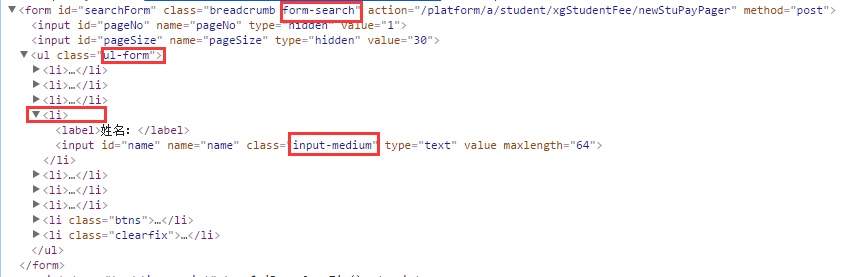 ▼<form id="searchForm" class="breadcrumb form-search" action="/platform/a/student/xgStudentFee/newStuPayPager" method="post">
<input id="pageNo" name="pageNo" type="hidden" value="1">
<input id="pageSize" name="pageSize" type="hidden" value="30">
▼<ul class="ul-form">
▶<li>…</li>
▶<li>…</li>
▶<li>…</li>
▼<li>
<label>姓名：</label>
<input id="name" name="name" class="input-medium" type="text" value maxlength="64">
</li>
▶<li>…</li>
▶<li>…</li>
▶<li>…</li>
▶<li class="btns">…</li>
▶<li class="clearfix">…</li>
</ul>
</form>